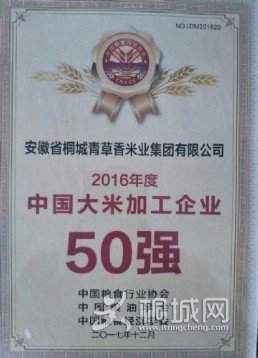 NO:LDM201620
安徽省桐城青草香米业集团有限公司
2016年度
中国大米加工企业
50强
中国粮食行业协会
二〇一七年十二月
桐城网
itongcheng.com